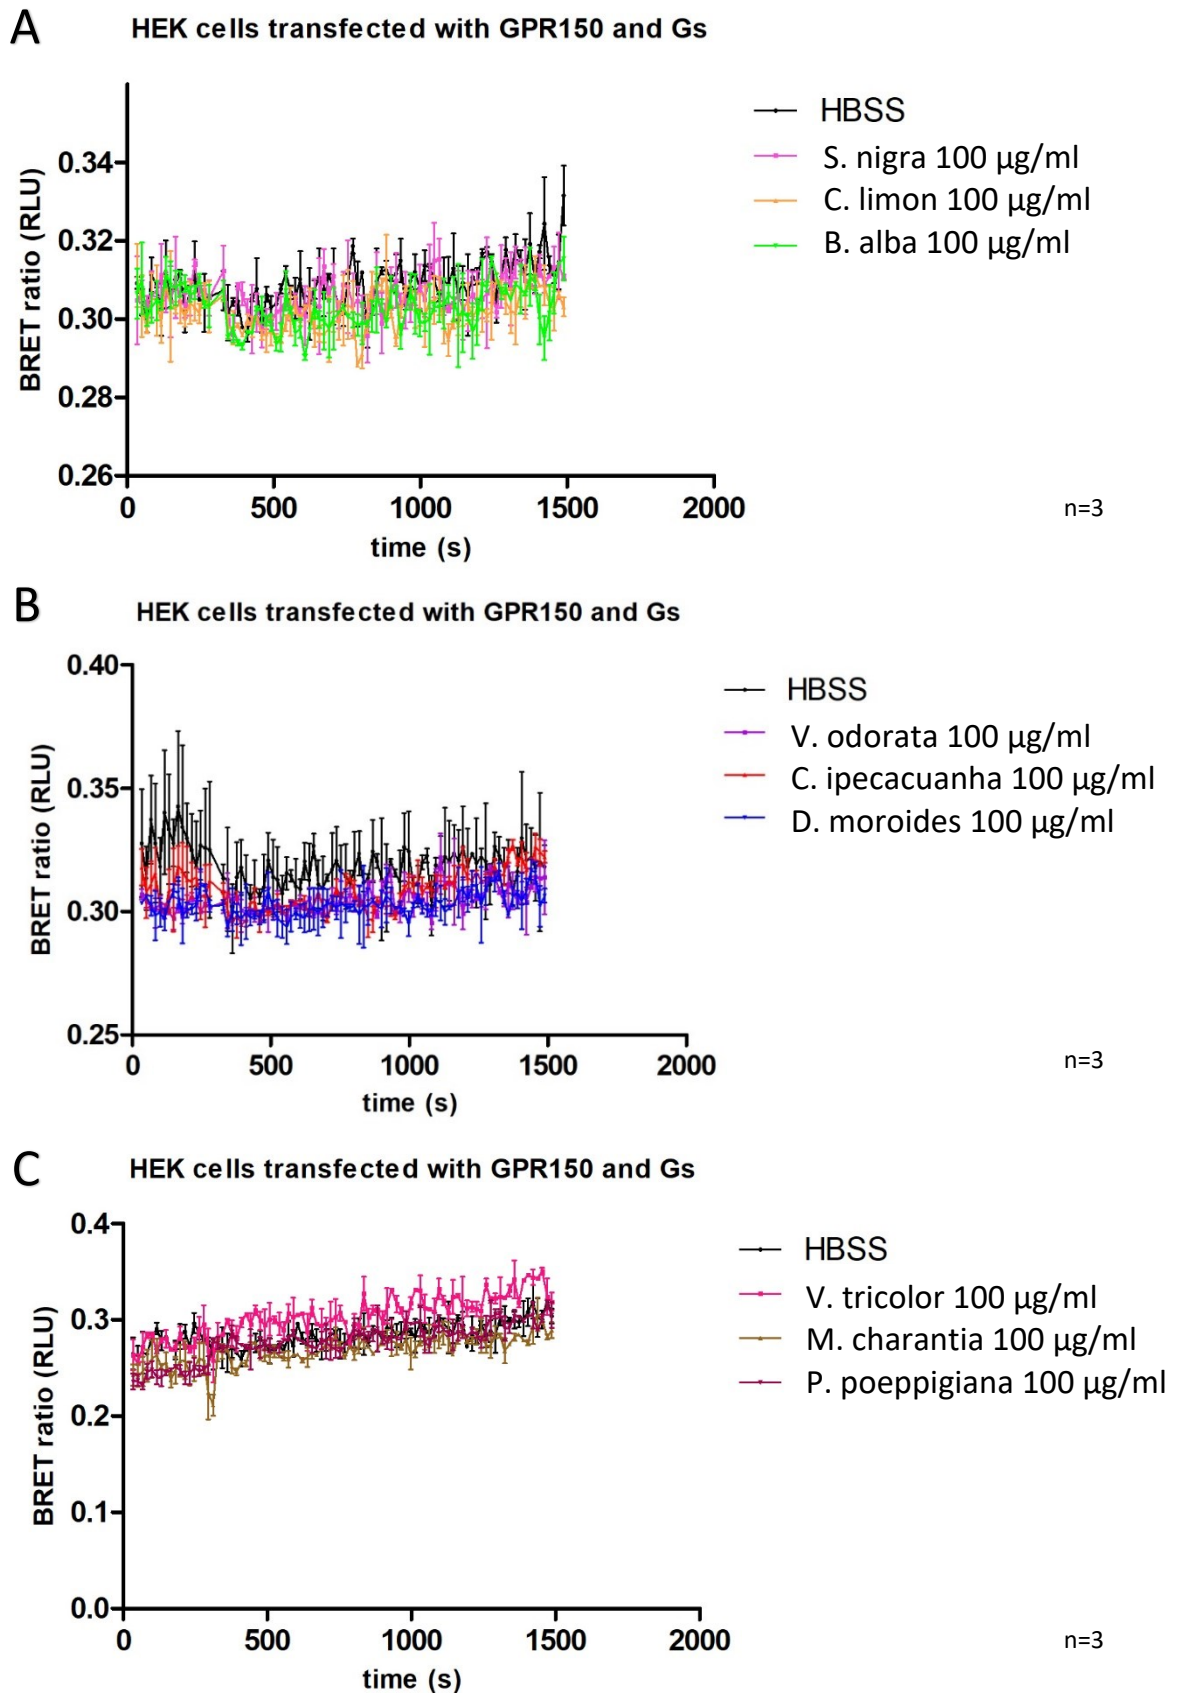 A
HEK cells transfected with GPR150 and Gs
BRET ratio (RLU)
0.34
0.32
0.30
0.28
0.26
0
500
1000
1500
2000
time (s)
HBSS
S. nigra 100 µg/ml
C. limon 100 µg/ml
B. alba 100 µg/ml
n=3
B
HEK cells transfected with GPR150 and Gs
BRET ratio (RLU)
0.40
0.35
0.30
0.25
0
500
1000
1500
2000
time (s)
HBSS
V. odorata 100 µg/ml
C. ipecacuanha 100 µg/ml
D. moroides 100 µg/ml
n=3
C
HEK cells transfected with GPR150 and Gs
BRET ratio (RLU)
0.4
0.3
0.2
0.1
0.0
0
500
1000
1500
2000
time (s)
HBSS
V. tricolor 100 µg/ml
M. charantia 100 µg/ml
P. poeppigiana 100 µg/ml
n=3